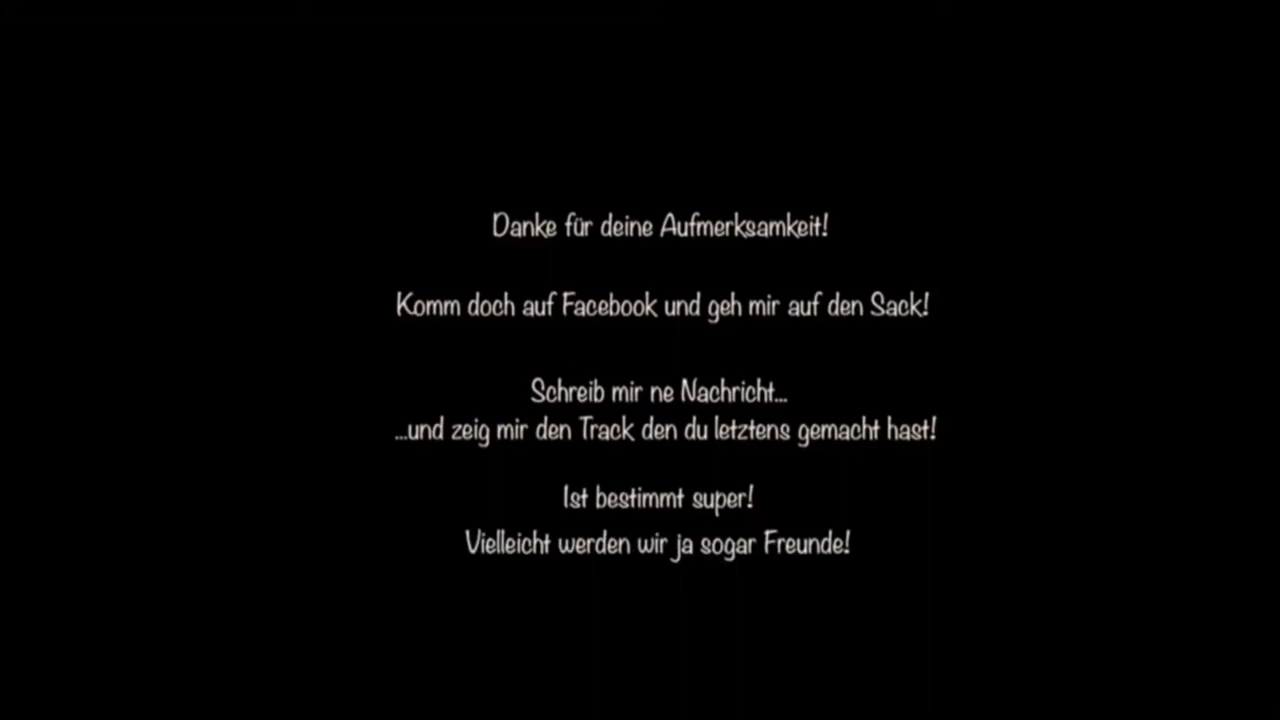 Danke für deine Aufmerksamkeit!
Komm doch auf Facebook und geh mir auf den Sack!
Schreib mir ne Nachricht...
...und zeig mir den Track den du letztens gemacht hast!
Ist bestimmt super!
Vielleicht werden wir ja sogar Freunde!